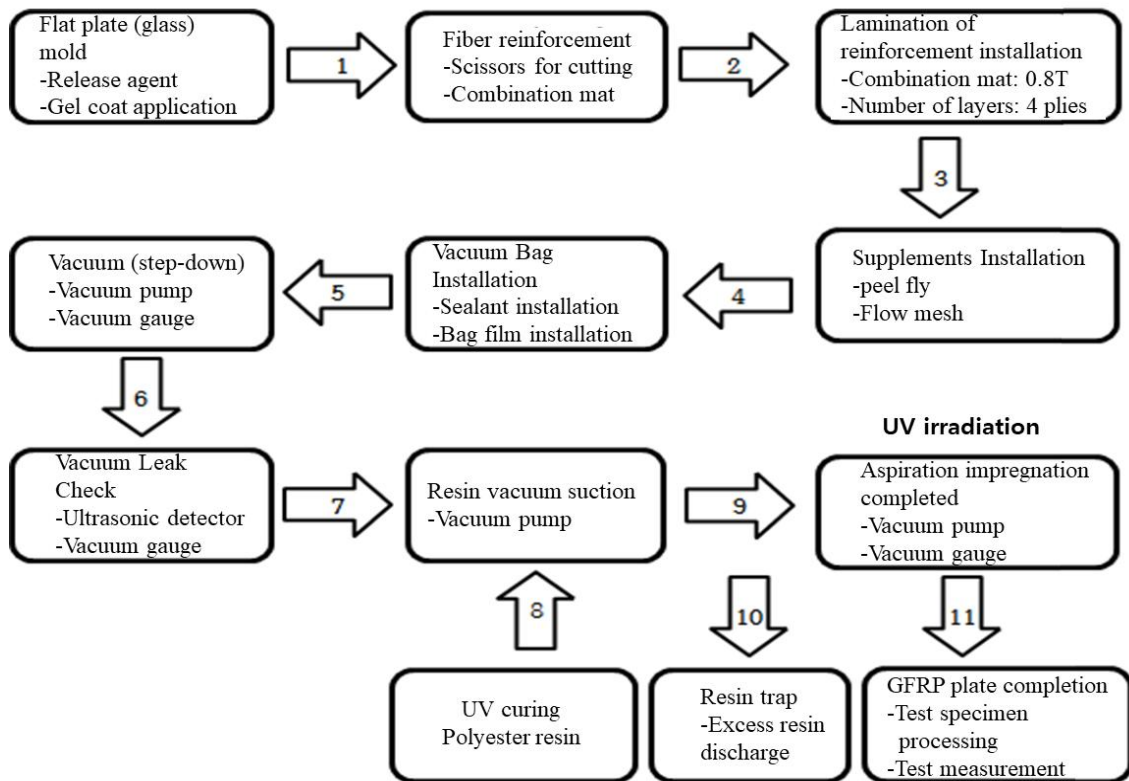 Flat plate (glass)
mold
-Release agent
-Gel coat application
1
Fiber reinforcement
-Scissors for cutting
-Combination mat
2
Lamination of
reinforcement installation
-Combination mat: 0.8T
-Number of layers: 4 plies
3
Supplements Installation
-peel fly
-Flow mesh
4
Vacuum Bag
Installation
-Sealant installation
-Bag film installation
5
Vacuum (step-down)
-Vacuum pump
-Vacuum gauge
6
Vacuum Leak
Check
-Ultrasonic detector
-Vacuum gauge
7
Resin vacuum suction
-Vacuum pump
8
UV curing
Polyester resin
9
UV irradiation
Aspiration impregnation
completed
-Vacuum pump
-Vacuum gauge
10
Resin trap
-Excess resin
discharge
11
GFRP plate completion
-Test specimen
processing
-Test measurement